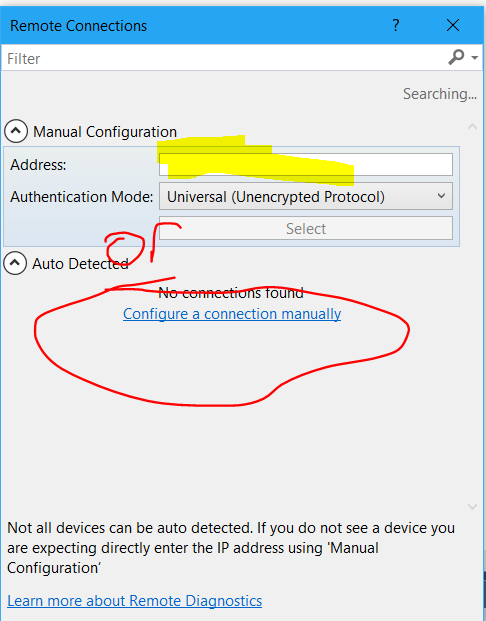 Remote Connections ?
Filter
Searching...
Manual Configuration
Address:
Authentication Mode: Universal (Unencrypted Protocol)
Select
or
Auto Detected
No connections found
Configure a connection manually
Not all devices can be auto detected. If you do not see a device you
are expecting directly enter the IP address using 'Manual
Configuration’
Learn more about Remote Diagnostics